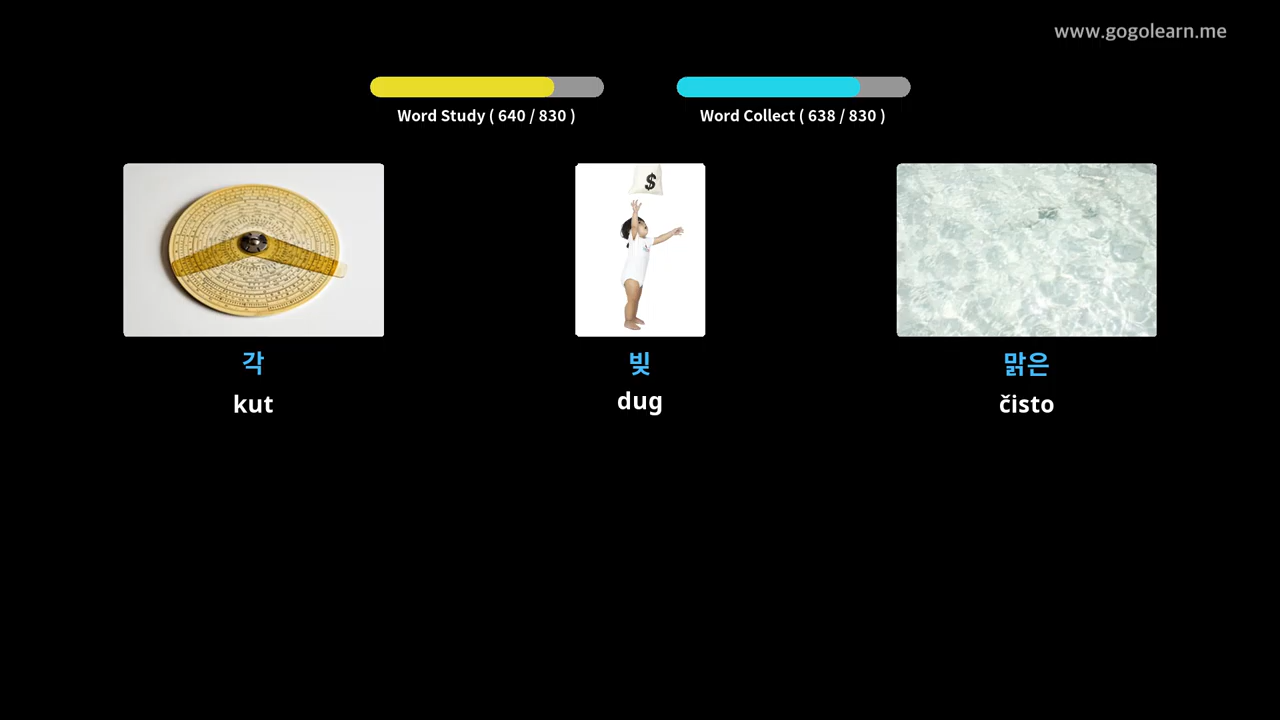 www.gogolearn.me
Word Study ( 640 / 830 )
Word Collect ( 638 / 830 )
$
각
빚
맑은
kut
dug
čisto